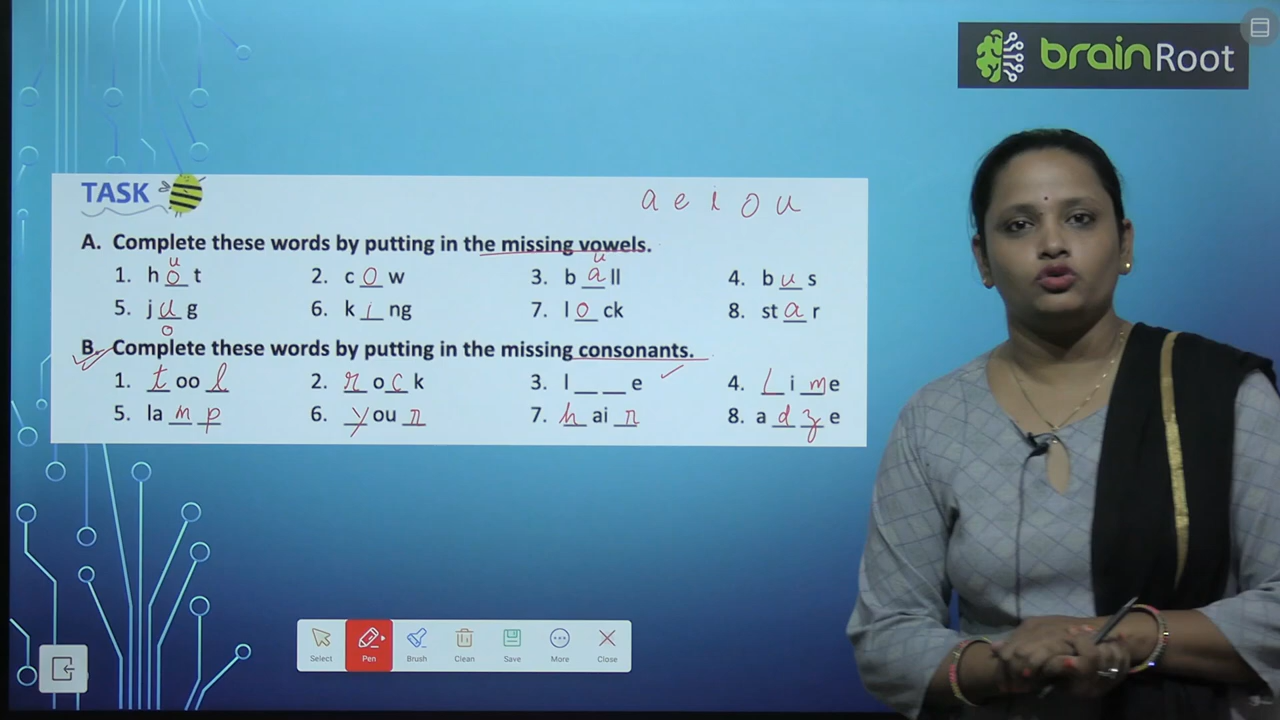 brainRoot
TASK
a e i o u
A. Complete these words by putting in the missing vowels.
u u
1. h o t 2. c o w 3. b a ll 4. b u s
5. j u g 6. k i ng 7. l o ck 8. st a r
o
B. Complete these words by putting in the missing consonants.
1. t oo l 2. r o c k 3. l _ _ e 4. L i m e
5. la m p 6. y ou r 7. h ai r 8. a d z e
Select Pen Brush Clean Save More Close